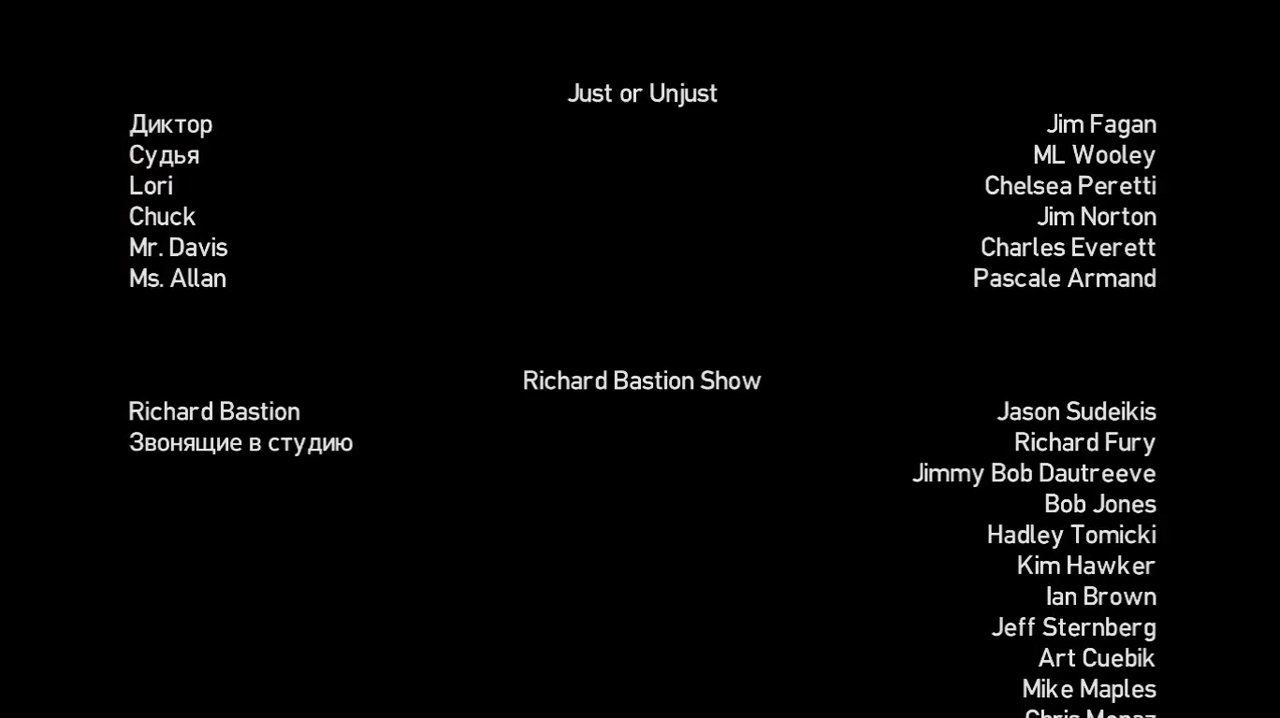 Just or Unjust
Диктор Jim Fagan
Судья ML Wooley
Lori Chelsea Peretti
Chuck Jim Norton
Mr. Davis Charles Everett
Ms. Allan Pascale Armand
Richard Bastion Show
Richard Bastion Jason Sudeikis
Звонящие в студию Richard Fury
Jimmy Bob Dautreeve
Bob Jones
Hadley Tomicki
Kim Hawker
Ian Brown
Jeff Sternberg
Art Cuebik
Mike Maples
Chris